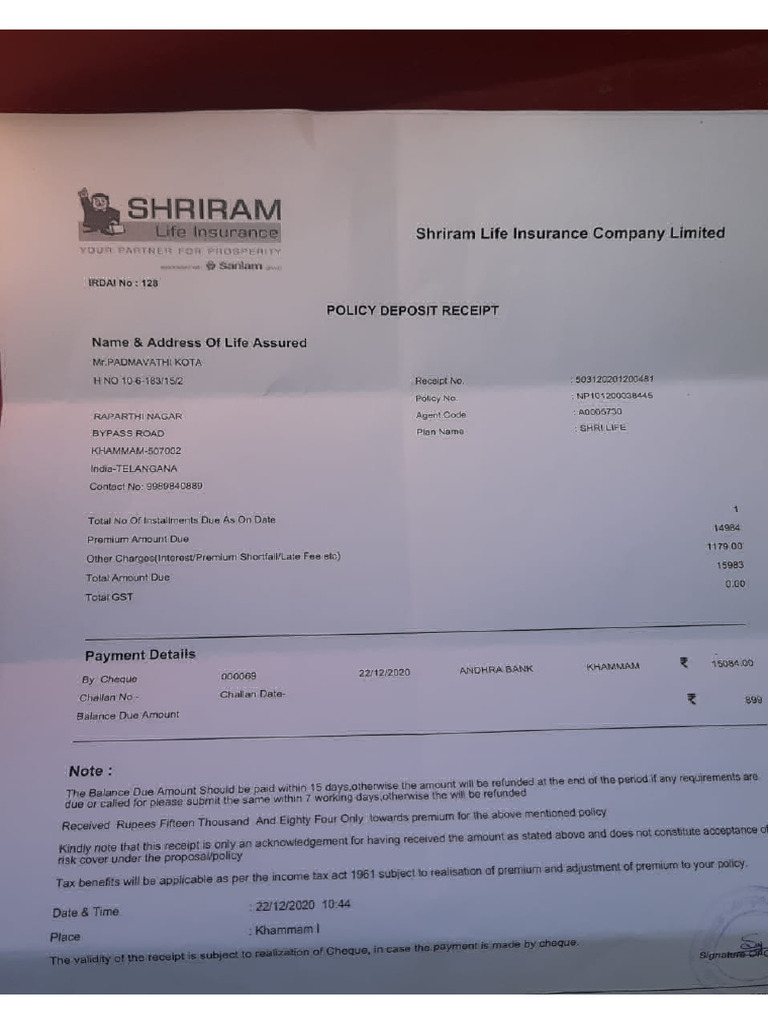 SHRIRAM
Life Insurance
YOUR PARTNER FOR PROSPERITY
Sanlam
Shriram Life Insurance Company Limited
IRDAI No : 128
POLICY DEPOSIT RECEIPT
Name & Address Of Life Assured
Mr.PADMAVATHI KOTA
H NO 10-6-183/15/2
RAPARTHI NAGAR
BYPASS ROAD
KHAMMAM-507002
India-TELANGANA
Contact No: 9989840889
Receipt No. : 503120201200481
Policy No. : NP101200038445
Agent Code : A0005730
Plan Name : SHRI LIFE
Total No Of Installments Due As On Date 1
Premium Amount Due 14984
Other Charges(Interest/Premium Shortfall/Late Fee etc) 1179.00
Total Amount Due 15983
Total GST 0.00
Payment Details
By Cheque 000069 22/12/2020 ANDHRA BANK KHAMMAM ₹ 15084.00
Challan No - Challan Date-
Balance Due Amount ₹ 899
Note :
The Balance Due Amount Should be paid within 15 days,otherwise the amount will be refunded at the end of the period.if any requirements are
due or called for please submit the same within 7 working days,otherwise the will be refunded
Received Rupees Fifteen Thousand And Eighty Four Only towards premium for the above mentioned policy
Kindly note that this receipt is only an acknowledgement for having received the amount as stated above and does not constitute acceptance of
risk cover under the proposal/policy
Tax benefits will be applicable as per the income tax act 1961 subject to realisation of premium and adjustment of premium to your policy.
Date & Time : 22/12/2020 10:44
Place : Khammam I
The validity of the receipt is subject to realization of Cheque, in case the payment is made by cheque.
Signature